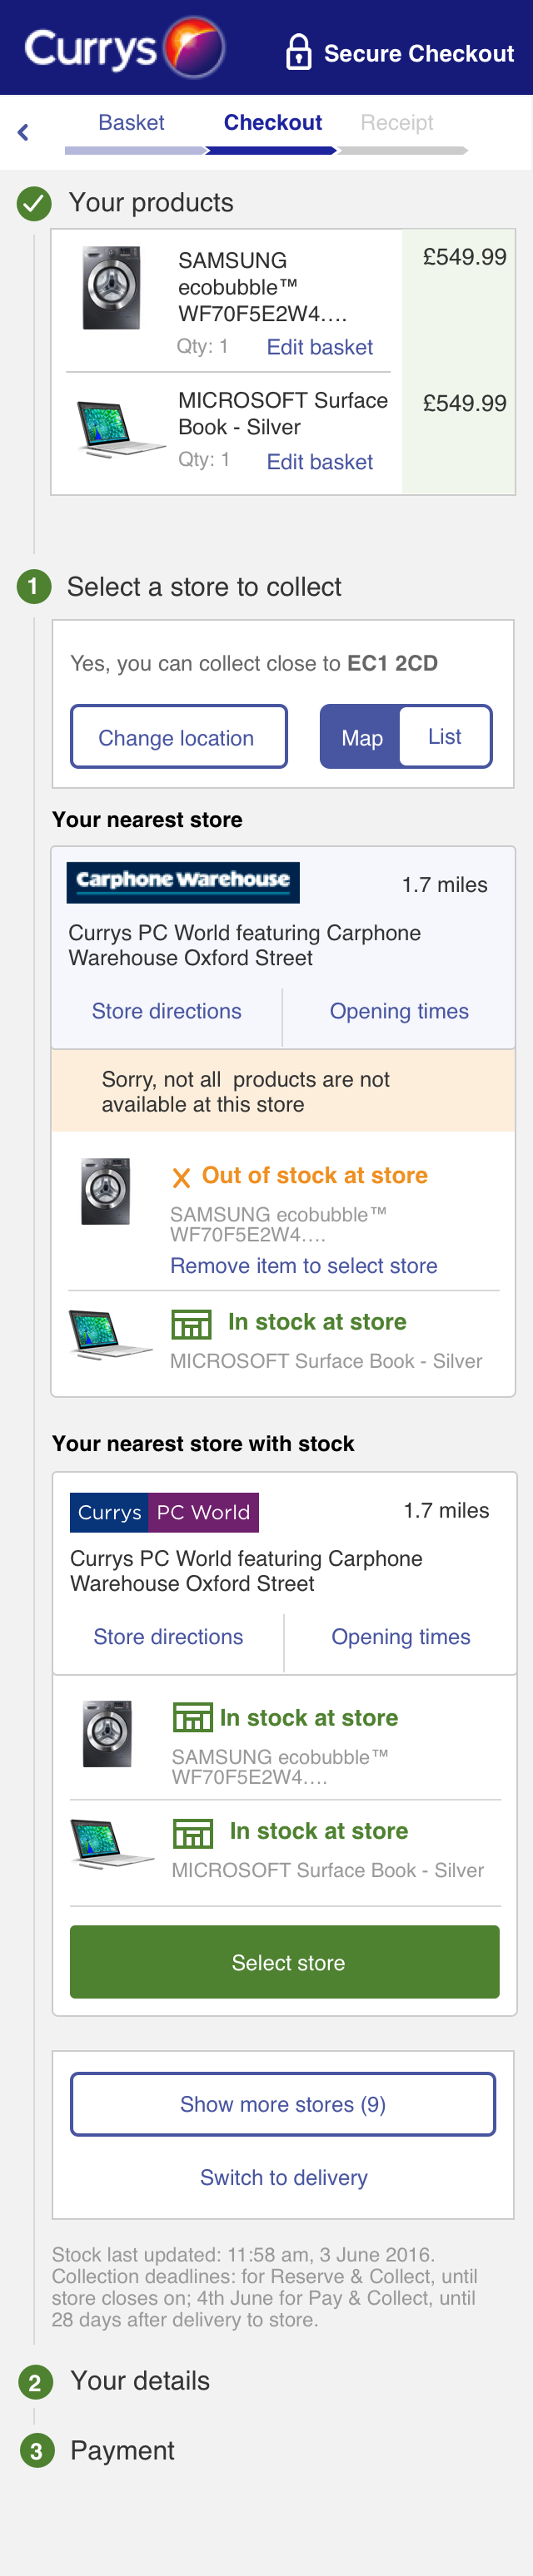 Currys
Secure Checkout
Basket
Checkout
Receipt
Your products
SAMSUNG
ecobubble™
WF70F5E2W4....
£549.99
Qty: 1
Edit basket
MICROSOFT Surface
Book - Silver
£549.99
Qty: 1
Edit basket
1
Select a store to collect
Yes, you can collect close to EC1 2CD
Change location
Map
List
Your nearest store
Carphone Warehouse
1.7 miles
Currys PC World featuring Carphone
Warehouse Oxford Street
Store directions
Opening times
Sorry, not all  products are not
available at this store
Out of stock at store
SAMSUNG ecobubble™
WF70F5E2W4....
Remove item to select store
In stock at store
MICROSOFT Surface Book - Silver
Your nearest store with stock
Currys PC World
1.7 miles
Currys PC World featuring Carphone
Warehouse Oxford Street
Store directions
Opening times
In stock at store
SAMSUNG ecobubble™
WF70F5E2W4....
In stock at store
MICROSOFT Surface Book - Silver
Select store
Show more stores (9)
Switch to delivery
Stock last updated: 11:58 am, 3 June 2016.
Collection deadlines: for Reserve & Collect, until
store closes on; 4th June for Pay & Collect, until
28 days after delivery to store.
2
Your details
3
Payment